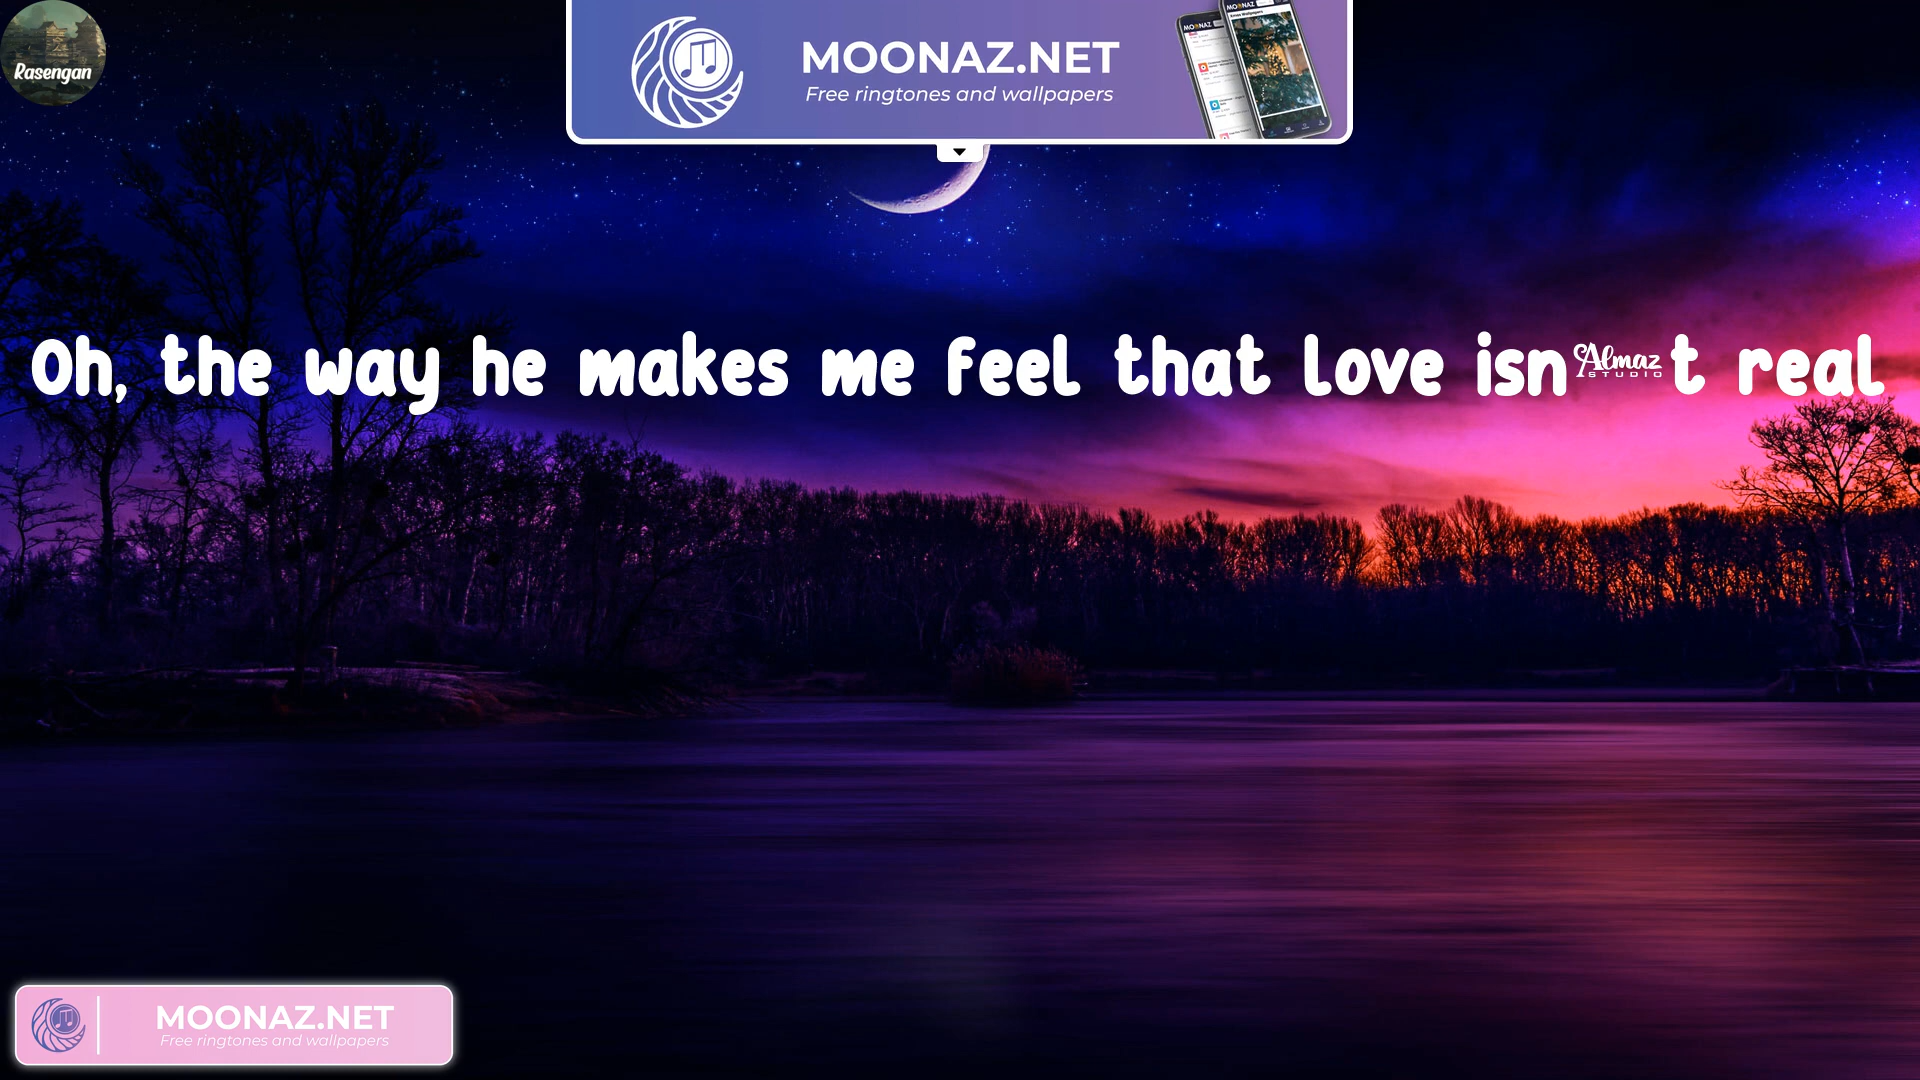 Rasengan
MOONAZ.NET
Free ringtones and wallpapers
Oh, the way he makes me feel that love isn Almaz STUDIO t real
MOONAZ.NET
Free ringtones and wallpapers